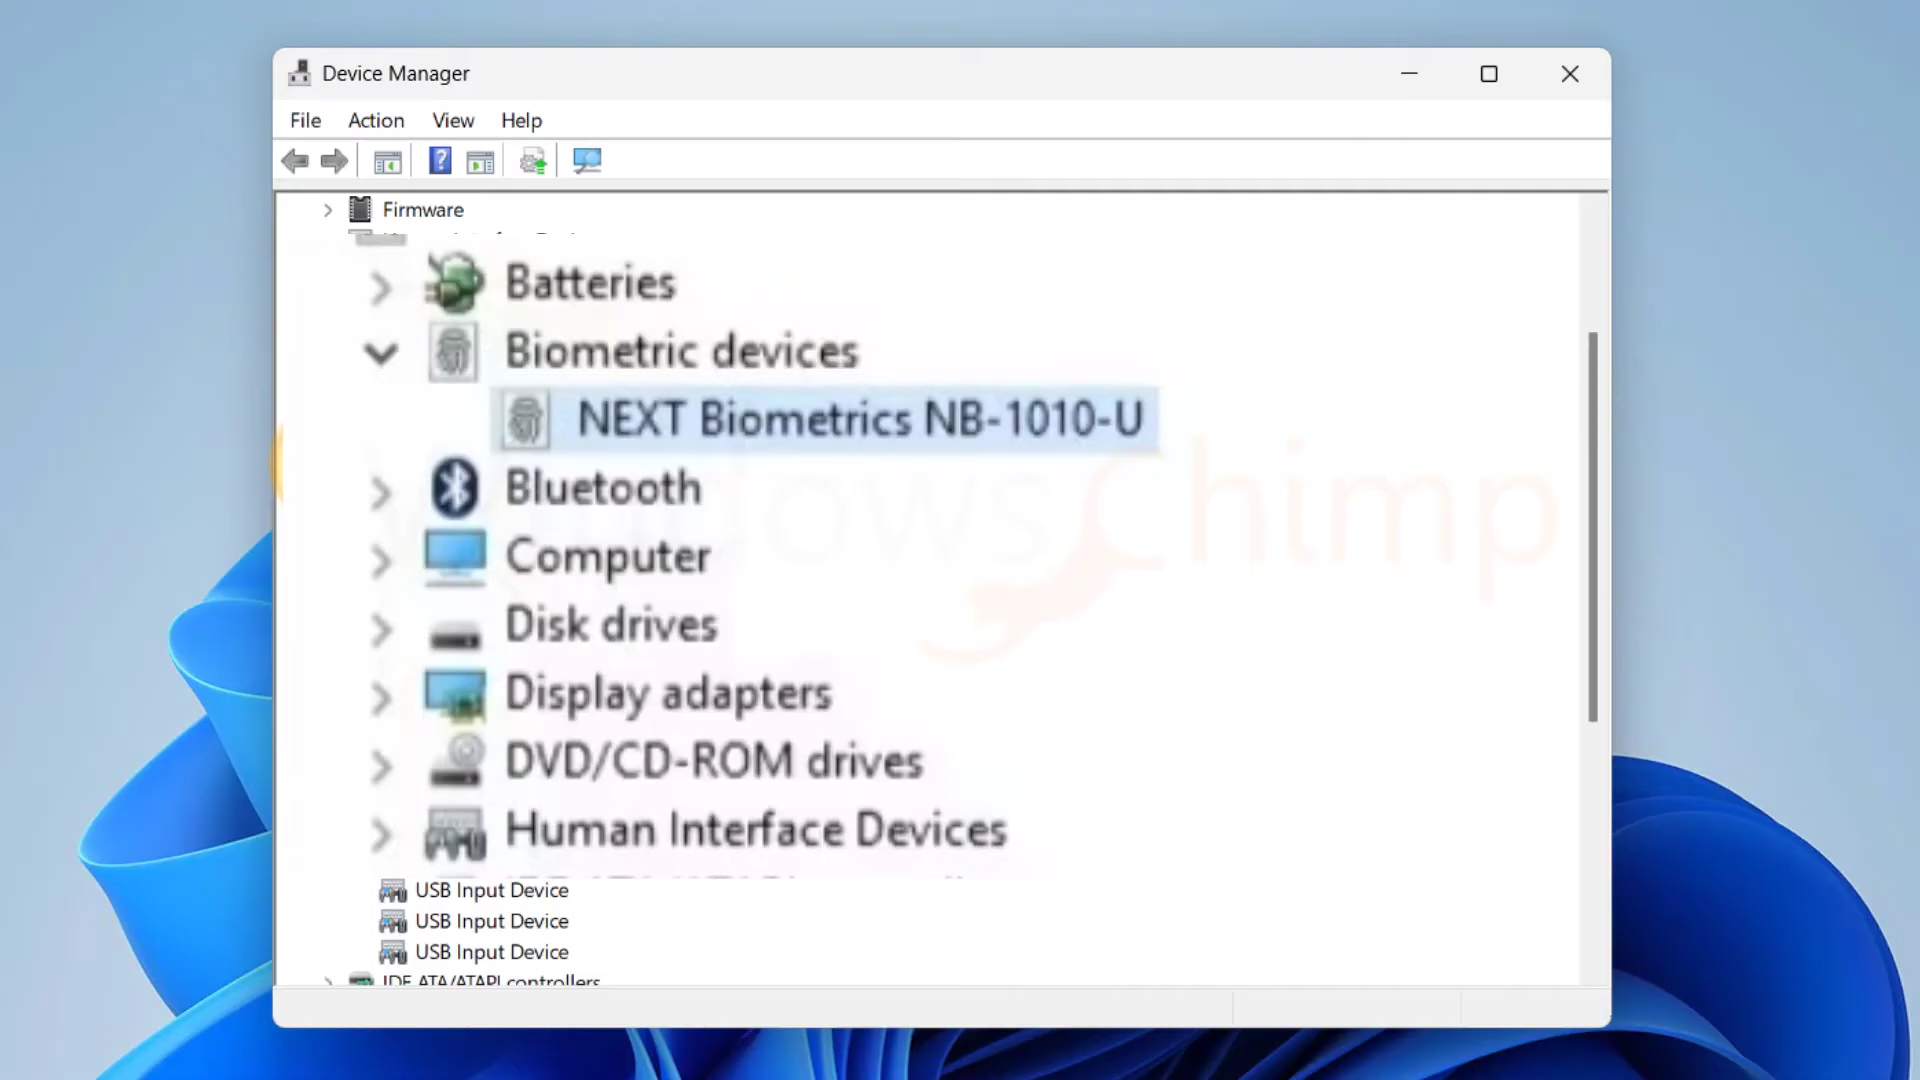 Device Manager
File Action View Help
Firmware
Batteries
Biometric devices
NEXT Biometrics NB-1010-U
Bluetooth
WindowsChimp
Computer
Disk drives
Display adapters
DVD/CD-ROM drives
Human Interface Devices
USB Input Device
USB Input Device
USB Input Device
IDE ATA/ATAPI controllers